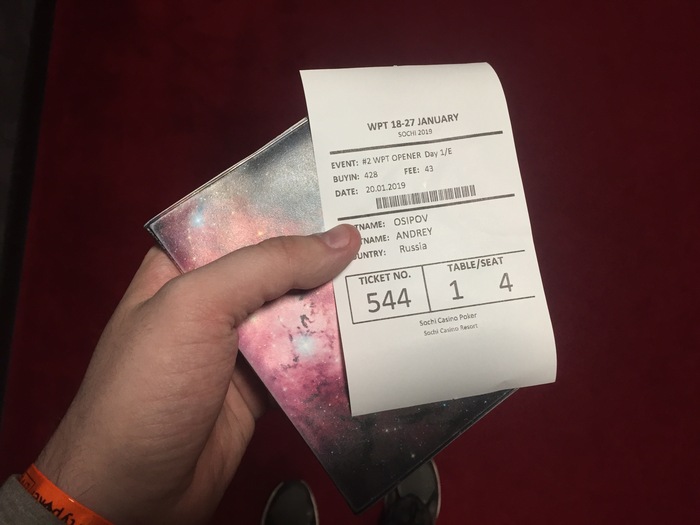 WPT 18-27 JANUARY
SOCHI 2019
EVENT: #2 WPT OPENER Day 1/E
BUYIN: 428 FEE: 43
DATE: 20.01.2019
TNAME: OSIPOV
TNAME: ANDREY
UNTRY: Russia
TICKET NO. TABLE/SEAT
544 1 4
Sochi Casino Poker
Sochi Casino Resort